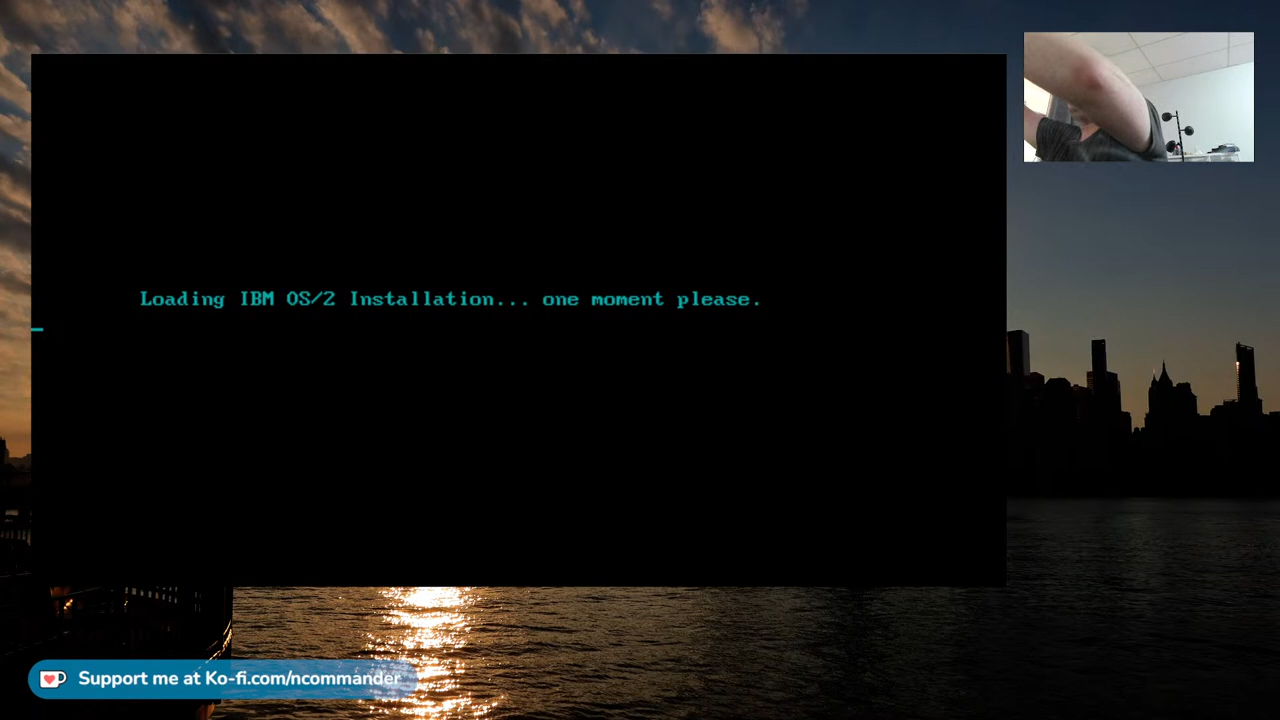 Loading IBM OS/2 Installation... one moment please.
Support me at Ko-fi.com/ncommander